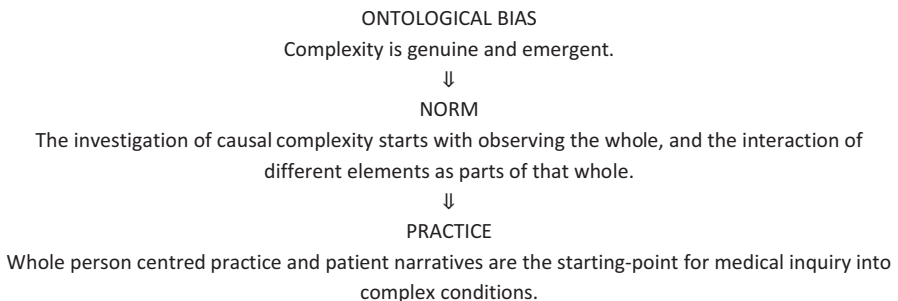 ONTOLOGICAL BIAS
Complexity is genuine and emergent.
⇓
NORM
The investigation of causal complexity starts with observing the whole, and the interaction of
different elements as parts of that whole.
⇓
PRACTICE
Whole person centred practice and patient narratives are the starting-point for medical inquiry into
complex conditions.